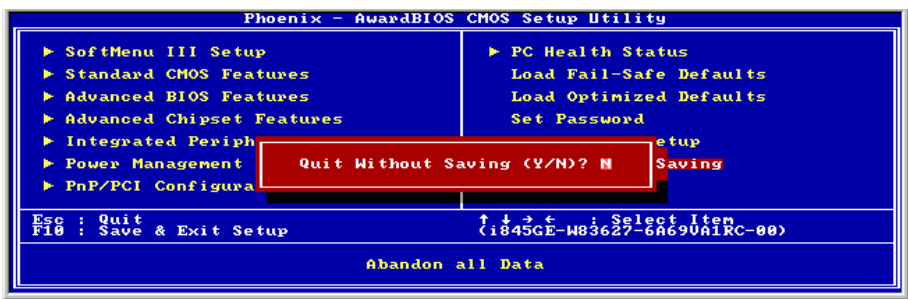 Phoenix - AwardBIOS CMOS Setup Utility
▶ SoftMenu III Setup
▶ Standard CMOS Features
▶ Advanced BIOS Features
▶ Advanced Chipset Features
▶ Integrated Periph
▶ Power Management
▶ PnP/PCI Configura
▶ PC Health Status
Load Fail-Safe Defaults
Load Optimized Defaults
Set Password
etup
Saving
Quit Without Saving (Y/N)? N
Esc : Quit
F10 : Save & Exit Setup
↑ ↓ → ← : Select Item
(i845GE-W83627-6A69VA1RC-00)
Abandon all Data